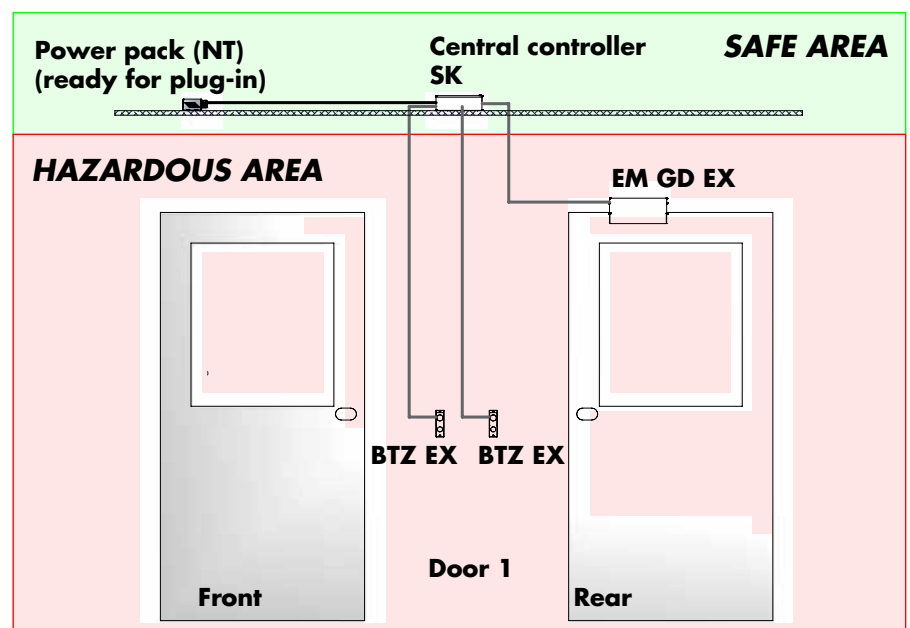 Power pack (NT)
(ready for plug-in)
Central controller
SK
SAFE AREA
HAZARDOUS AREA
EM GD EX
BTZ EX
BTZ EX
Door 1
Front
Rear